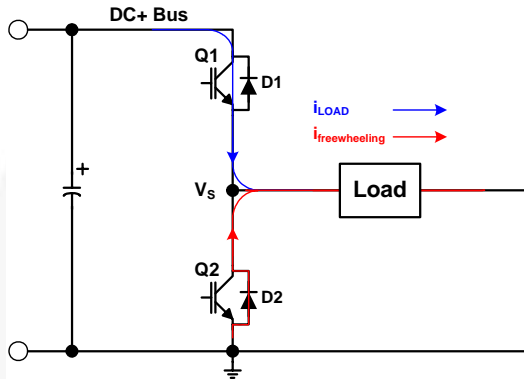 DC+ Bus
Q1
D1
iLOAD
ifreewheeling
VS
Load
+
Q2
D2